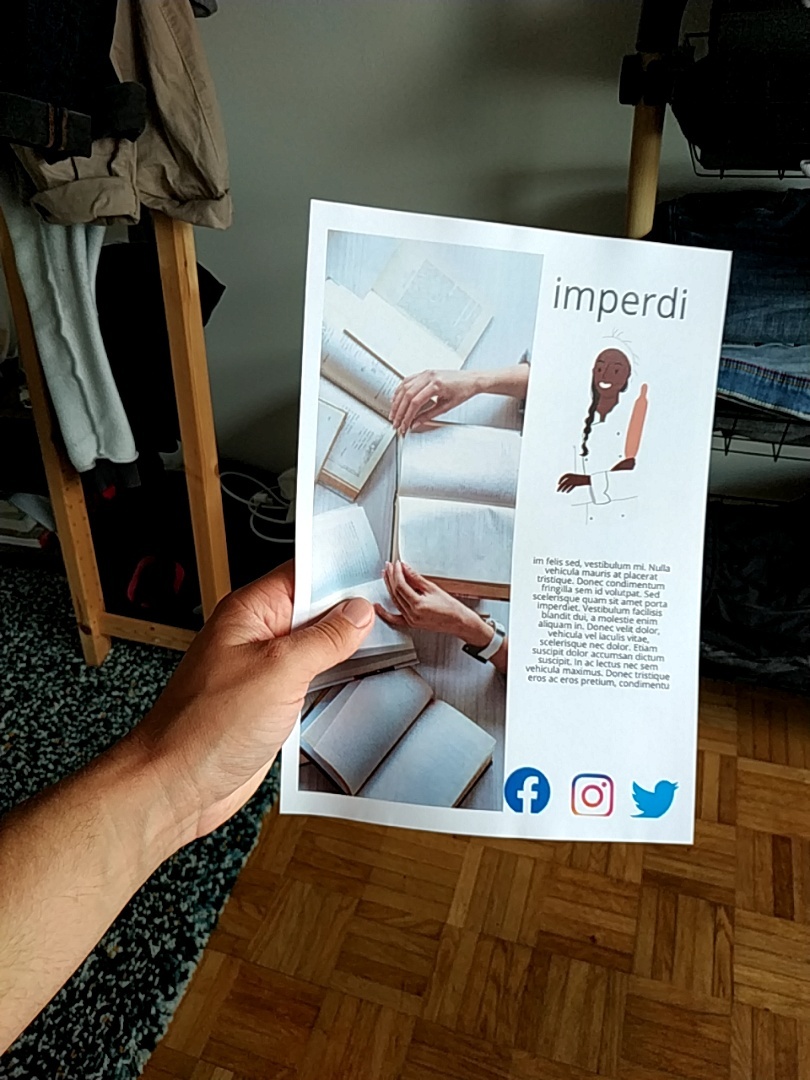 imperdi
im felis sed, vestibulum mi. Nulla
vehicula mauris at placerat
tristique. Donec condimentum
fringilla sem id volutpat. Sed
scelerisque quam sit amet porta
imperdiet. Vestibulum facilisis
blandit dui, a molestie enim
aliquam in. Donec velit dolor,
vehicula vel iaculis vitae,
scelerisque nec dolor. Etiam
suscipit dolor accumsan dictum
suscipit. In ac lectus nec sem
vehicula maximus. Donec tristique
eros ac eros pretium, condimentu